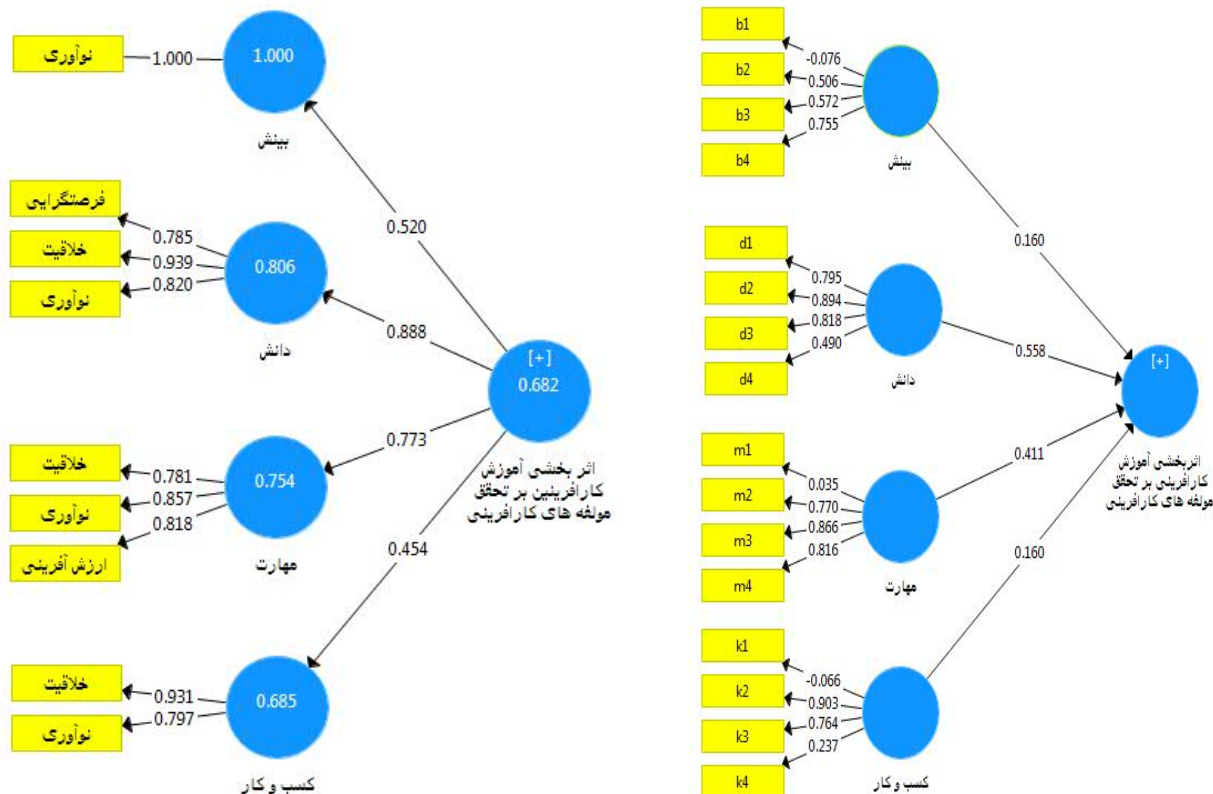 نوآوری
1.000
1.000
بینش
0.520
فرصتگرایی
خلاقیت
نوآوری
0.785
0.939
0.820
0.806
دانش
0.888
[+]
0.682
اثر بخشی آموزش
کارافرینین بر تحقق
مولفه های کارافرینی
0.773
خلاقیت
نوآوری
ارزش آفرینی
0.781
0.857
0.818
0.754
مهارت
0.454
خلاقیت
نوآوری
0.931
0.797
0.685
کسب و کار
b1
b2
b3
b4
-0.076
0.506
0.572
0.755
بینش
0.160
d1
d2
d3
d4
0.795
0.894
0.818
0.490
دانش
0.558
[+]
اثربخشی آموزش
کارافرینی بر تحقق
مولفه های کارافرینی
m1
m2
m3
m4
0.035
0.770
0.866
0.816
مهارت
0.411
k1
k2
k3
k4
-0.066
0.903
0.764
0.237
کسب و کار
0.160